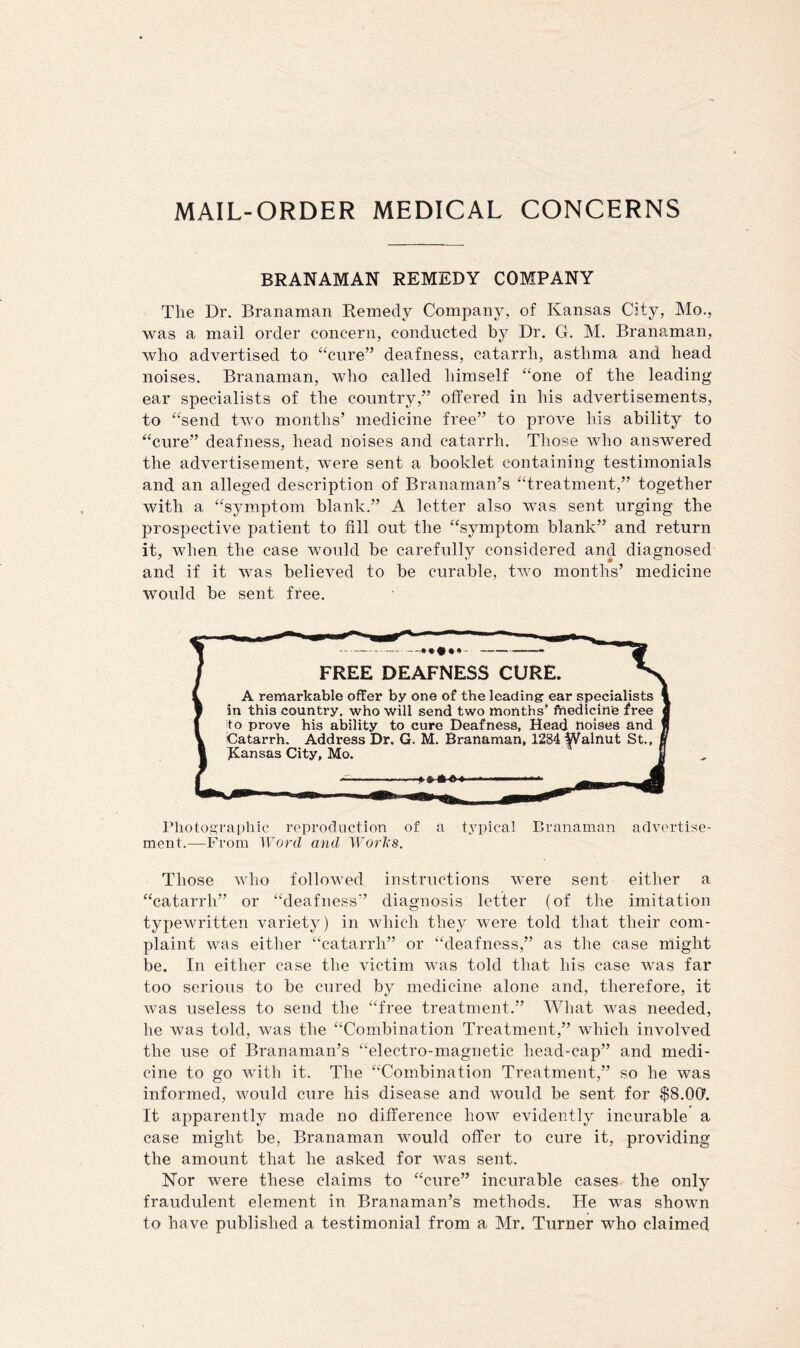 MAIL-ORDER MEDICAL CONCERNS
BRANAMAN REMEDY COMPANY
The Dr. Branaman Remedy Company, of Kansas City, Mo.,
was a mail order concern, conducted by Dr. G. M. Branaman,
who advertised to “cure” deafness, catarrh, asthma and head
noises. Branaman, who called himself “one of the leading
ear specialists of the country,” offered in his advertisements,
to “send two months’ medicine free” to prove his ability to
“cure” deafness, head noises and catarrh. Those who answered
the advertisement, were sent a booklet containing testimonials
and an alleged description of Branaman’s “treatment,” together
with a “symptom blank.” A letter also was sent urging the
prospective patient to fill out the “symptom blank” and return
it, when the case would be carefully considered and diagnosed
and if it was believed to be curable, two months’ medicine
would be sent free.
FREE DEAFNESS CURE.
A remarkable offer by one of the leading ear specialists
in this country, who will send two months’ medicine free
to prove his ability to cure Deafness, Head noises and
Catarrh. Address Dr. G. M. Branaman, 1284 Walnut St.,
Kansas City, Mo.
Photographic reproduction of a typical Branaman advertise-
ment.—From Word and Works.
Those who followed instructions were sent either a
“catarrh” or “deafness” diagnosis letter (of the imitation
typewritten variety) in which they were told that their com-
plaint was either “catarrh” or “deafness,” as the case might
be. In either case the victim was told that his case was far
too serious to be cured by medicine alone and, therefore, it
was useless to send the “free treatment.” What was needed,
he was told, was the “Combination Treatment,” which involved
the use of Branaman’s “electro-magnetic head-cap” and medi-
cine to go with it. The “Combination Treatment,” so he was
informed, would cure his disease and would be sent for $8.00.
It apparently made no difference how evidently incurable a
case might be, Branaman would offer to cure it, providing
the amount that he asked for was sent.
Nor were these claims to “cure” incurable cases the only
fraudulent element in Branaman’s methods. He was shown
to have published a testimonial from a Mr. Turner who claimed